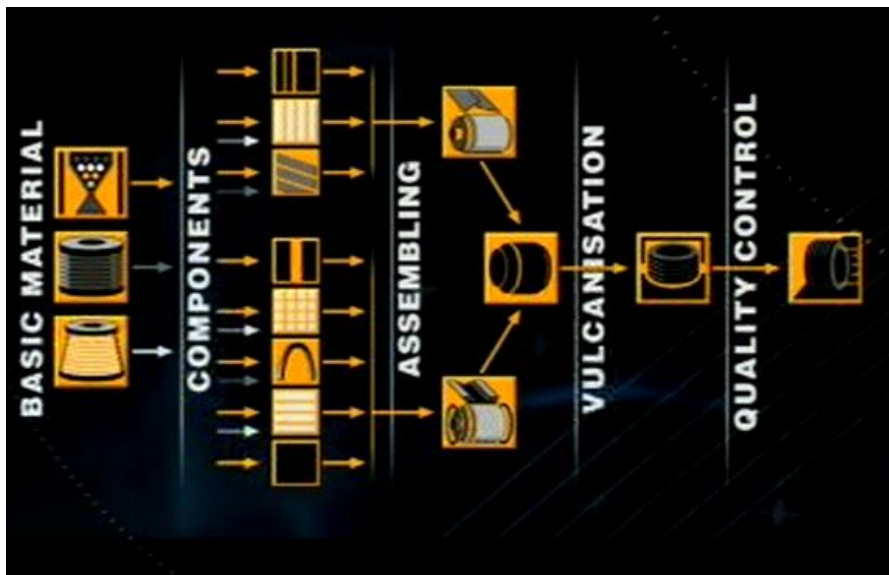 BASIC MATERIAL
COMPONENTS
ASSEMBLING
VULCANISATION
QUALITY CONTROL